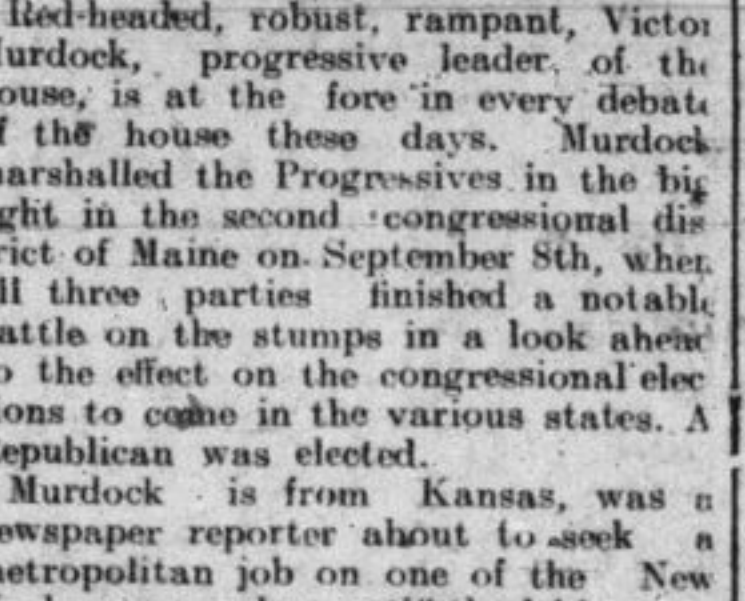 Red-headed, robust, rampant, Victor
Murdock, progressive leader of the
ouse, is at the fore in every debate
f the house these days. Murdock
marshalled the Progressives in the big
ght in the second congressional dis
rict of Maine on September 8th, when
ll three parties finished a notable
attle on the stumps in a look ahead
o the effect on the congressional elec
ions to come in the various states. A
epublican was elected.
Murdock is from Kansas, was a
ewspaper reporter about to seek a
metropolitan job on one of the New